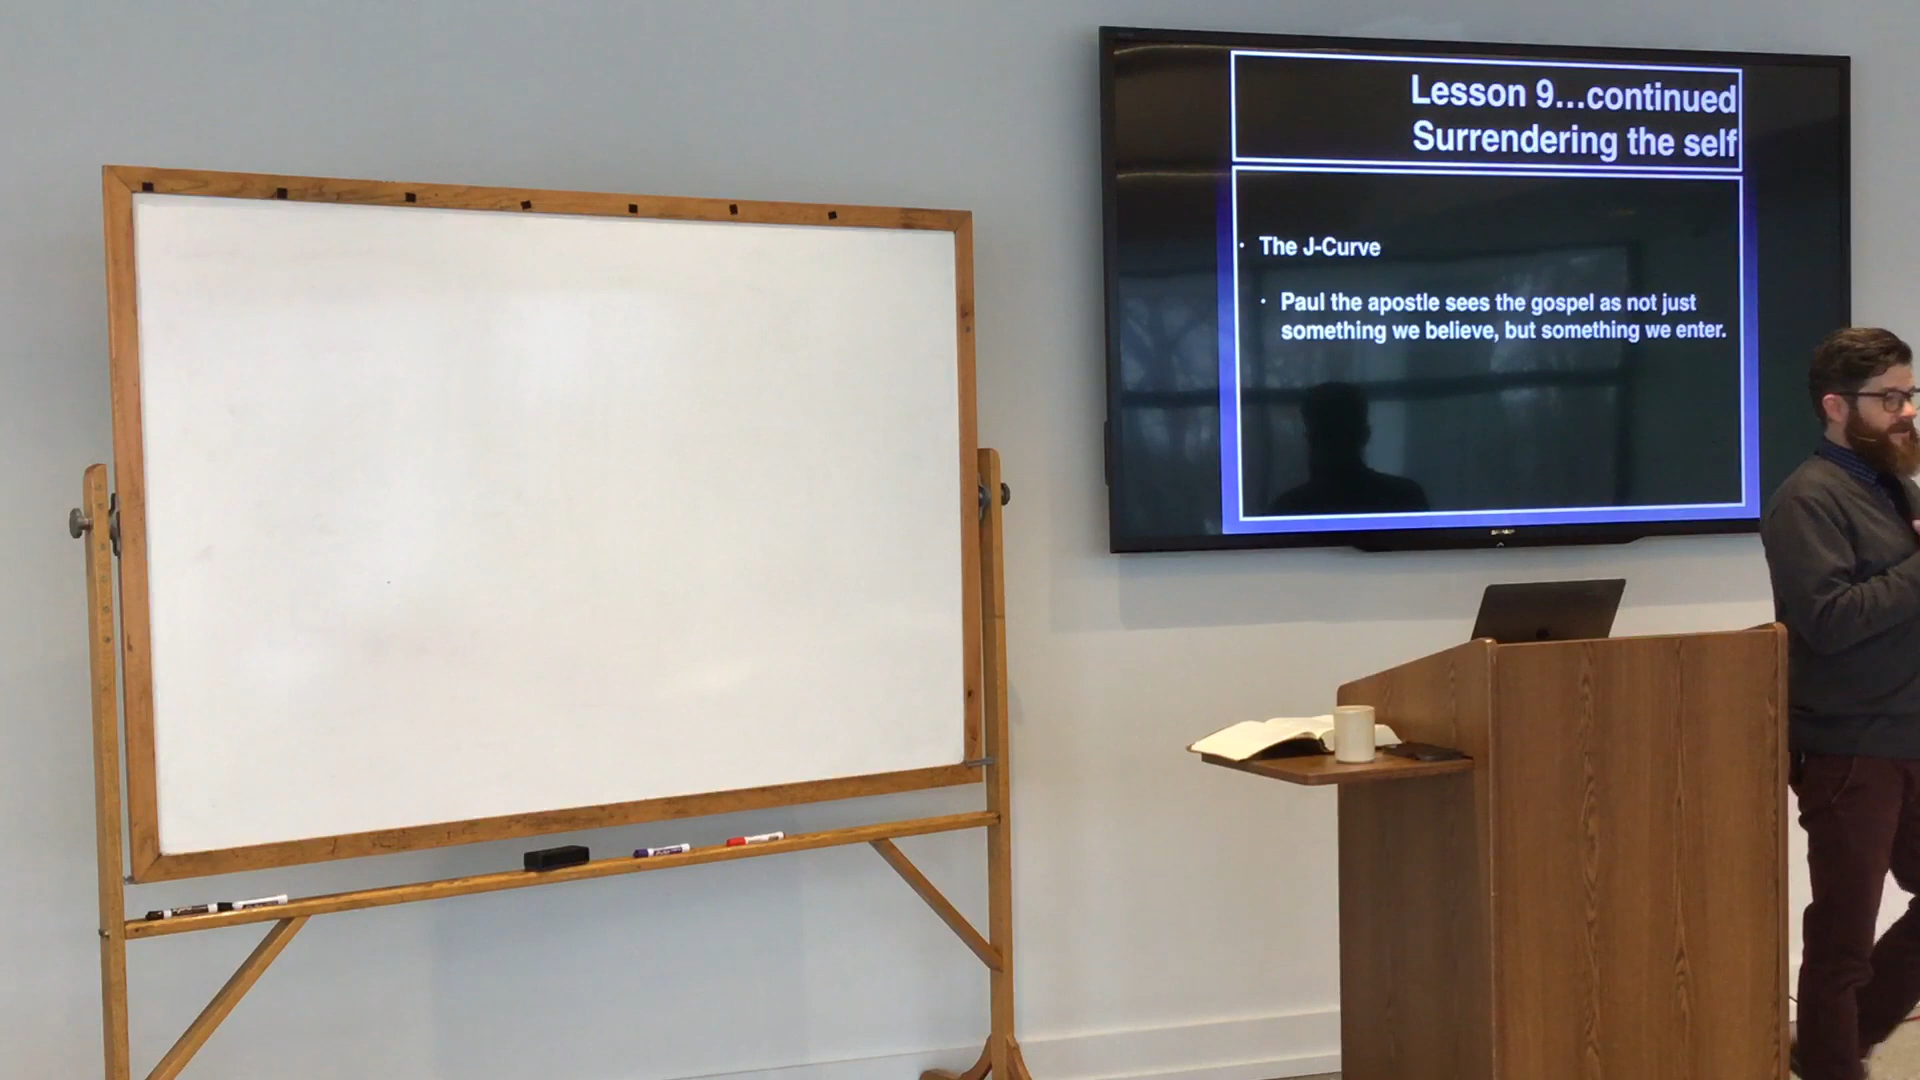 Lesson 9...continued
Surrendering the self
• The J-Curve
• Paul the apostle sees the gospel as not just
something we believe, but something we enter.
SHARP